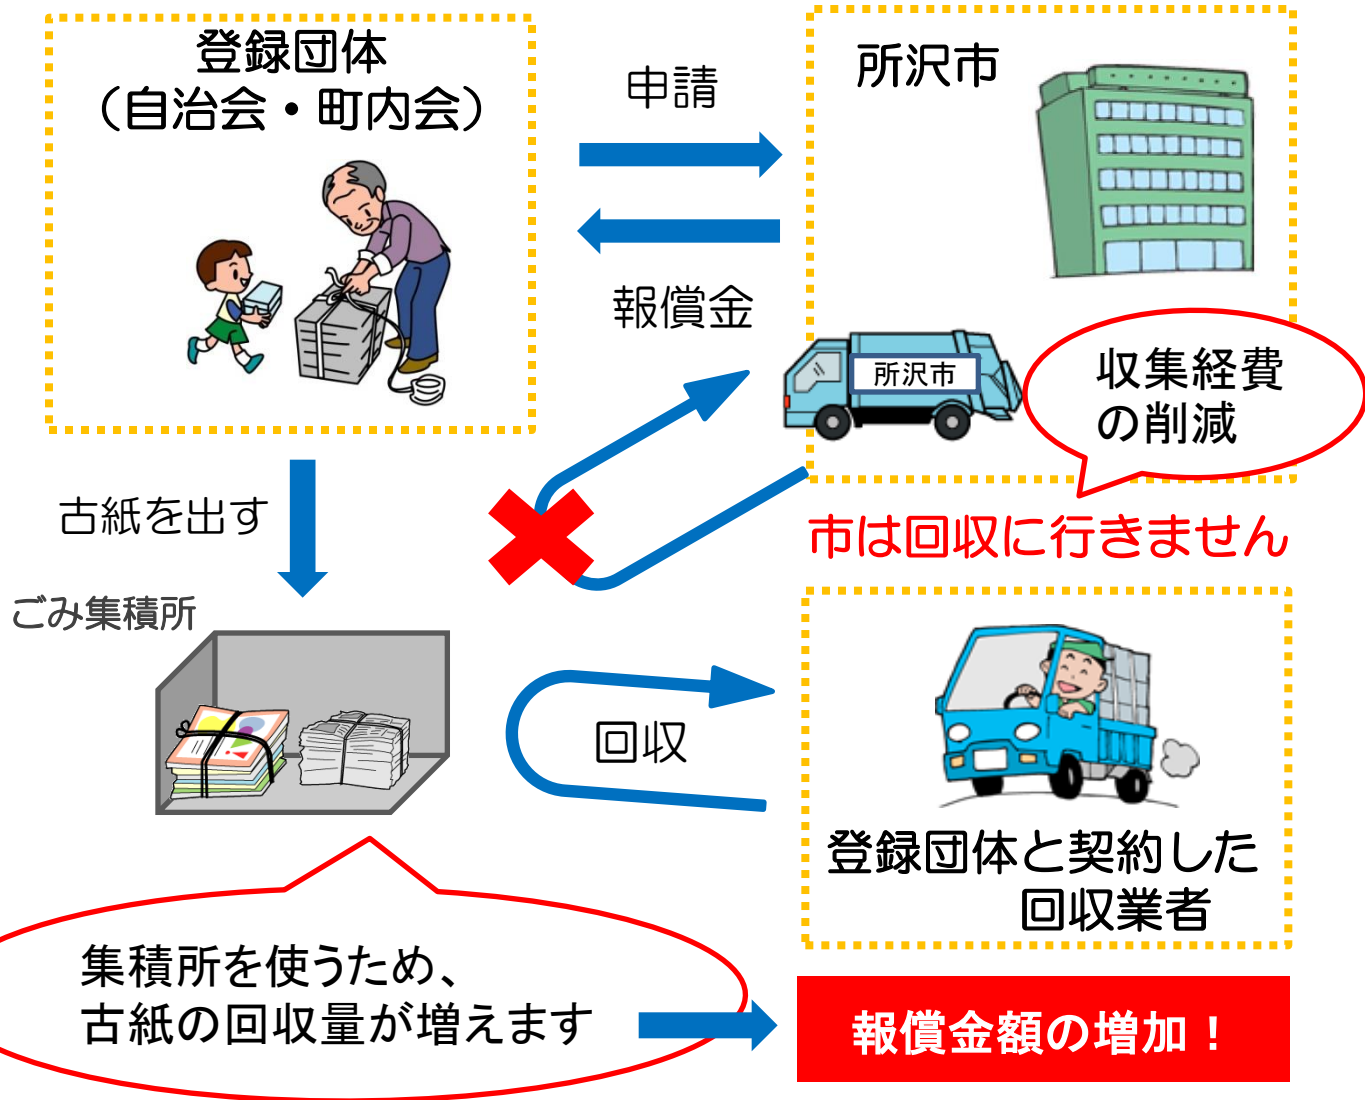 登録団体
（自治会・町内会）
申請
報償金
所沢市
所沢市
収集経費
の削減
市は回収に行きません
古紙を出す
ごみ集積所
回収
登録団体と契約した
回収業者
集積所を使うため、
古紙の回収量が増えます
報償金額の増加！